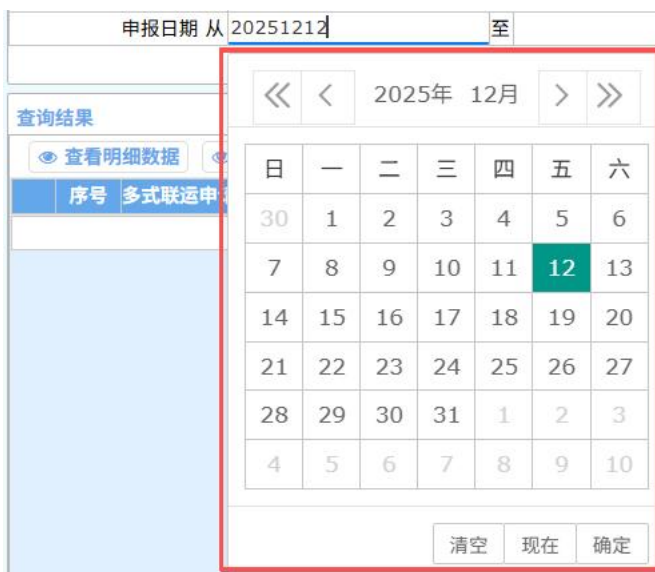 申报日期 从 20251212 至
2025年 12月
查询结果
查看明细数据
日 一 二 三 四 五 六
序号 多式联运申
30 1 2 3 4 5 6
7 8 9 10 11 12 13
14 15 16 17 18 19 20
21 22 23 24 25 26 27
28 29 30 31 1 2 3
4 5 6 7 8 9 10
清空 现在 确定